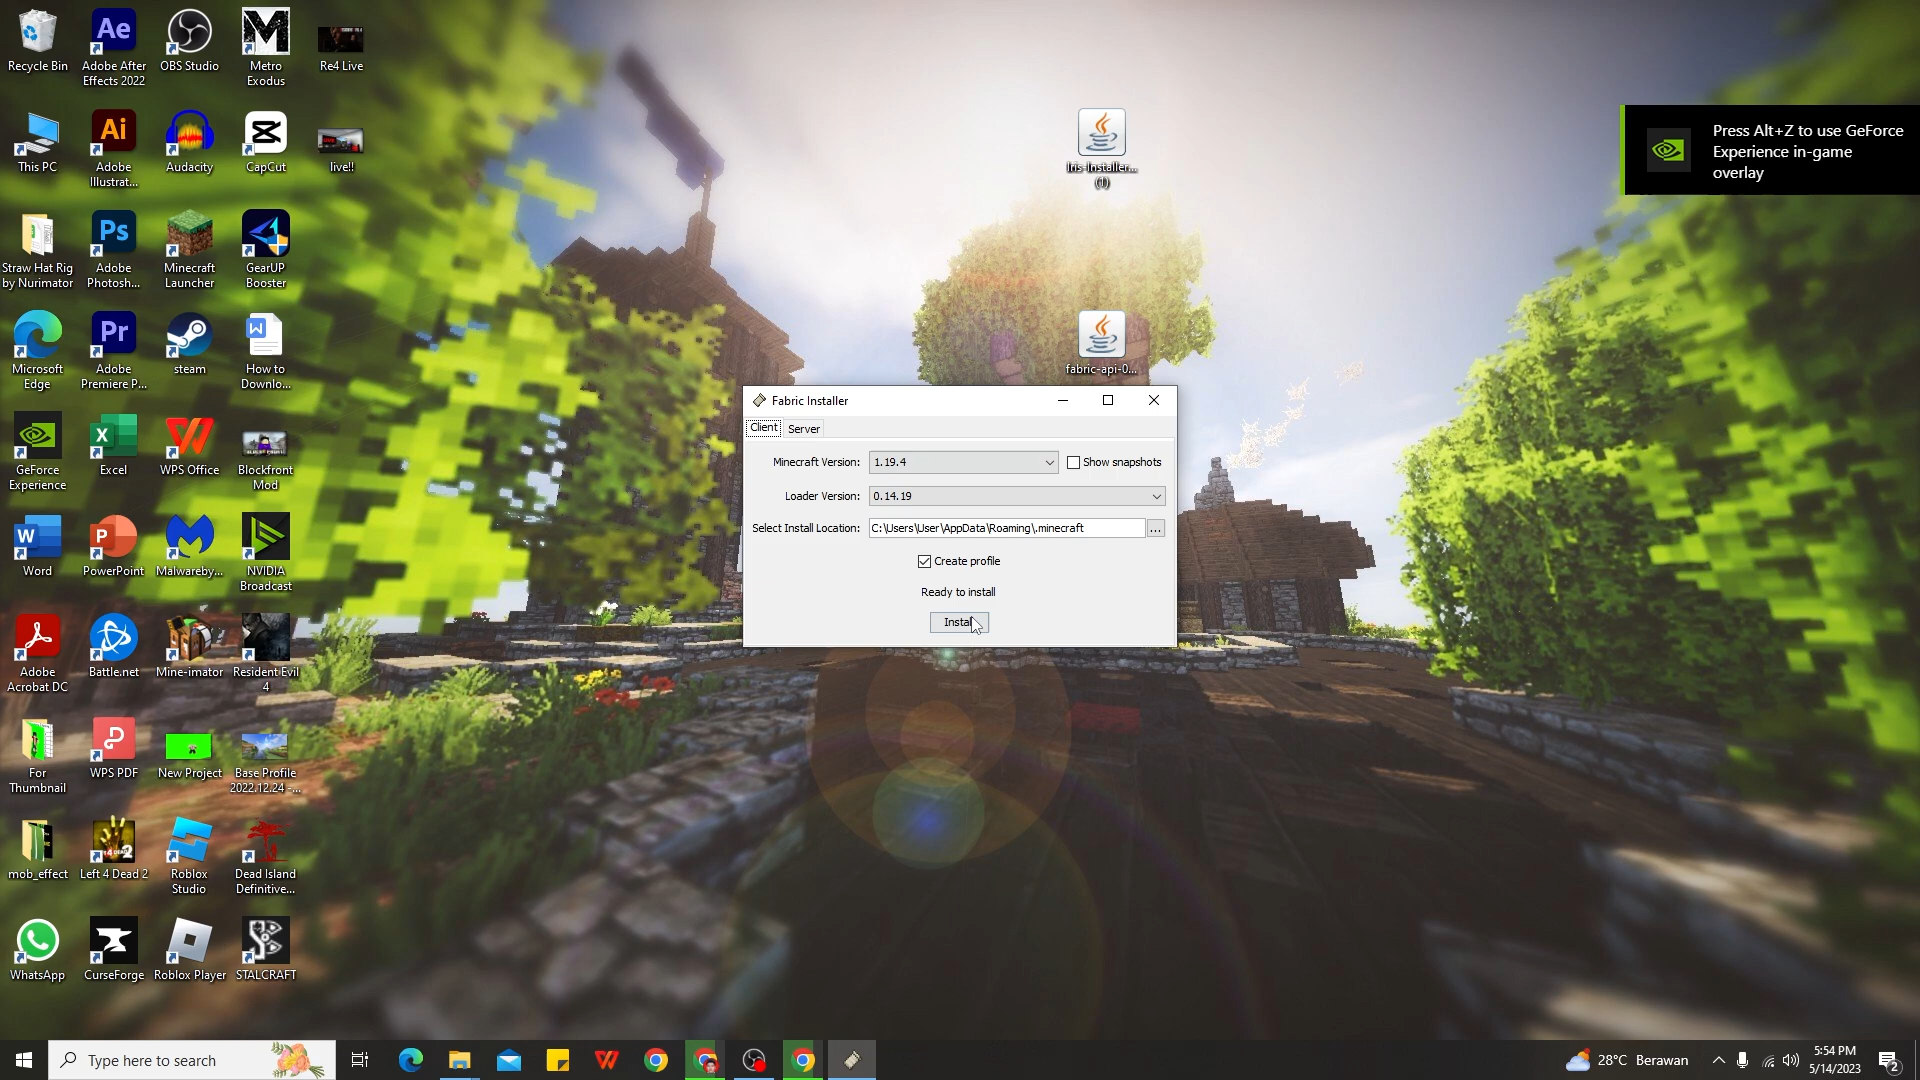 Recycle Bin
Adobe After
Effects 2022
OBS Studio
Metro
Exodus
Re4 Live
This PC
Adobe
Illustrat...
Audacity
CapCut
live!!
Straw Hat Rig
by Nurimator
Adobe
Photosh...
Minecraft
Launcher
GearUP
Booster
Microsoft
Edge
Adobe
Premiere P...
steam
How to
Downlo...
GeForce
Experience
Excel
WPS Office
Blockfront
Mod
Word
PowerPoint
Malwareby...
NVIDIA
Broadcast
Adobe
Acrobat DC
Battle.net
Mine-imator
Resident Evil
4
For
Thumbnail
WPS PDF
New Project
Base Profile
2022.12.24 -...
mob_effect
Left 4 Dead 2
Roblox
Studio
Dead Island
Definitive...
WhatsApp
CurseForge
Roblox Player
STALCRAFT
Iris-Installer...
(1)
fabric-api-0...
Press Alt+Z to use GeForce
Experience in-game
overlay
Fabric Installer
Client
Server
Minecraft Version:
1.19.4
Show snapshots
Loader Version:
0.14.19
Select Install Location:
C:\Users\User\AppData\Roaming\.minecraft
...
Create profile
Ready to install
Install
Type here to search
28°C Berawan
5:54 PM
5/14/2023
2